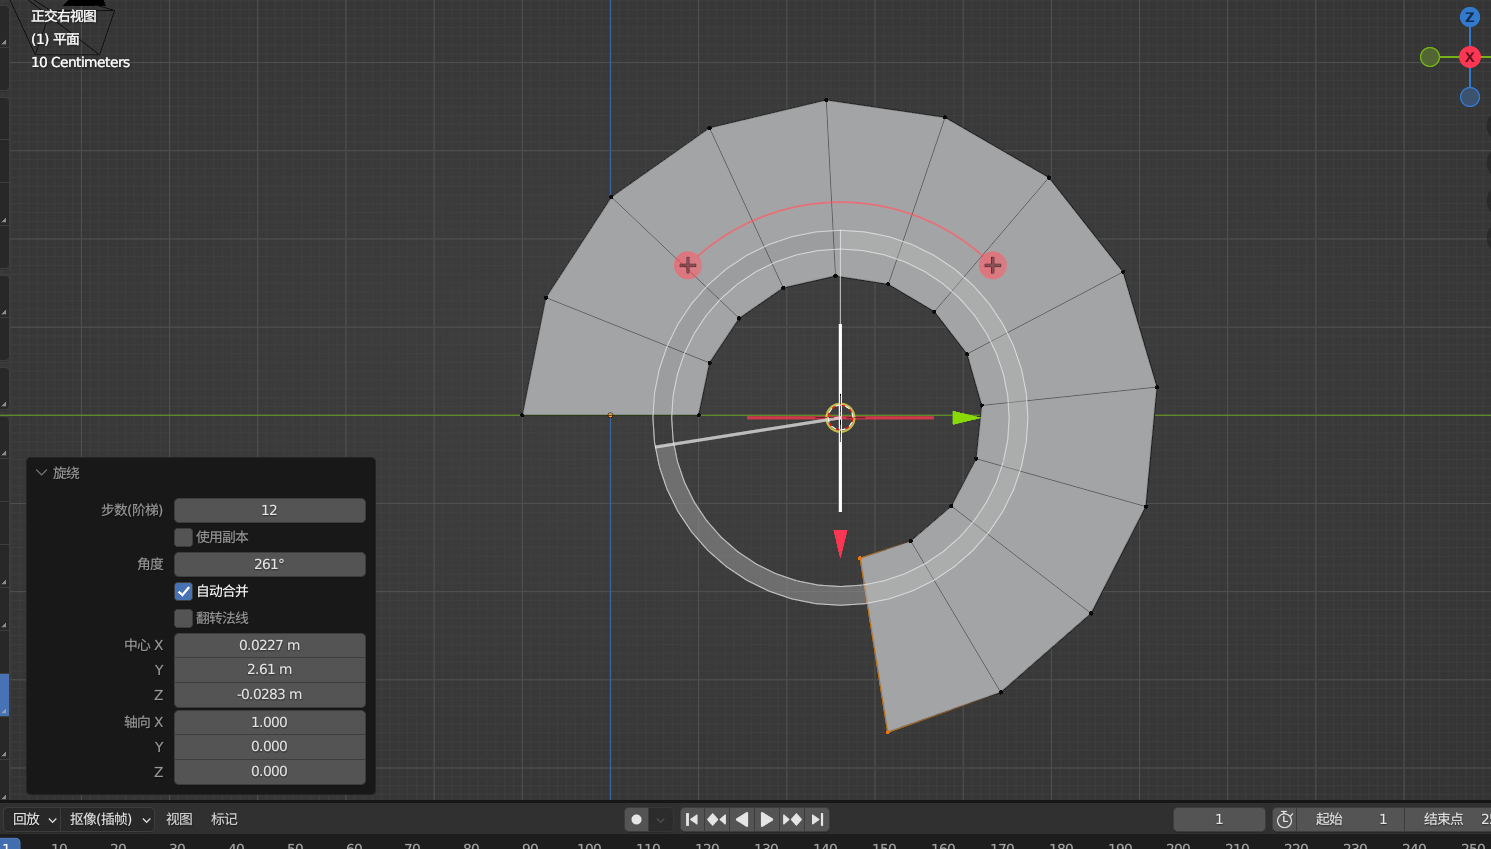 正交右视图
(1) 平面
10 Centimeters
Z
X
旋绕
步数(阶梯) 12
使用副本
角度 261°
自动合并
翻转法线
中心 X 0.0227 m
Y 2.61 m
Z -0.0283 m
轴向 X 1.000
Y 0.000
Z 0.000
回放 抠像(插帧) 视图 标记 1 起始 1 结束点
1 10 20 30 40 50 60 70 80 90 100 110 120 130 140 150 160 170 180 190 200 210 220 230 240 250